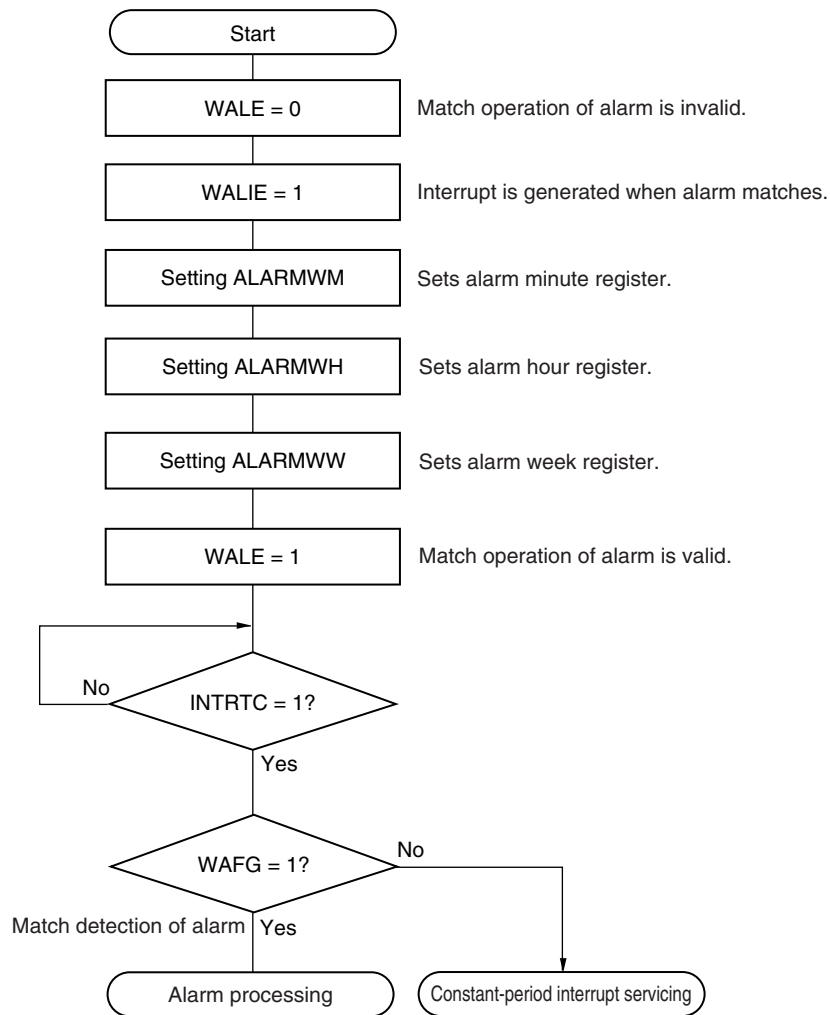 Start
WALE = 0
Match operation of alarm is invalid.
WALIE = 1
Interrupt is generated when alarm matches.
Setting ALARMWM
Sets alarm minute register.
Setting ALARMWH
Sets alarm hour register.
Setting ALARMWW
Sets alarm week register.
WALE = 1
Match operation of alarm is valid.
No
INTRTC = 1?
Yes
WAFG = 1?
No
Match detection of alarm
Yes
Alarm processing
Constant-period interrupt servicing